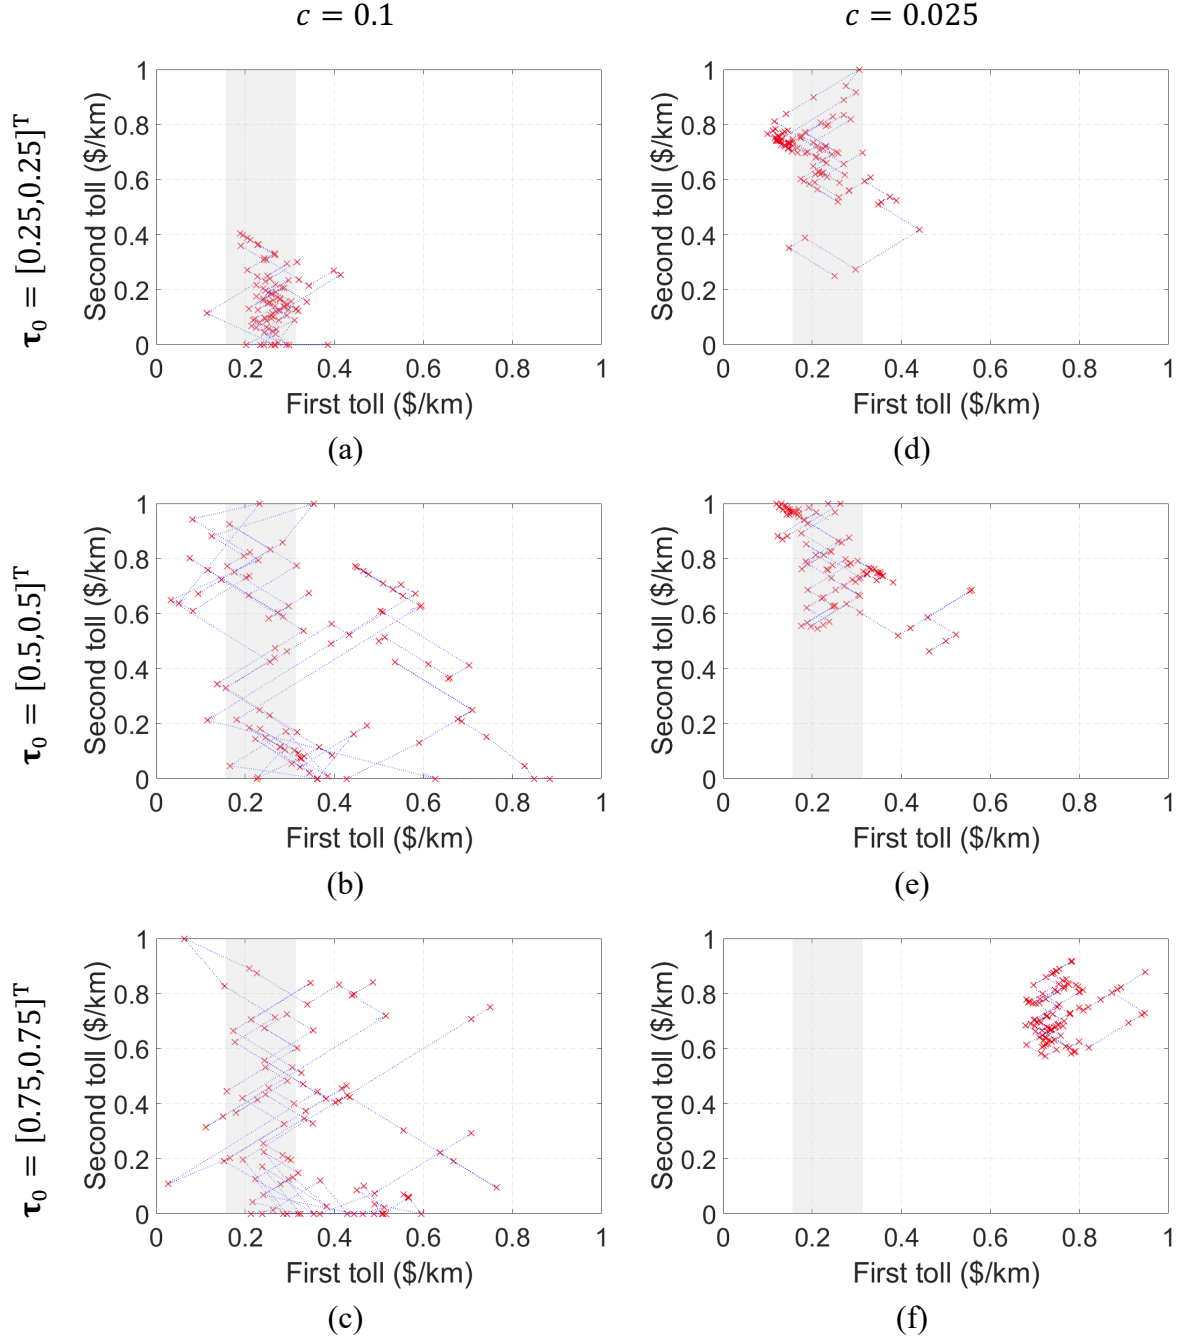 c = 0.1
c = 0.025
τ₀ = [0.25,0.25]ᵀ
1
0.8
0.6
0.4
0.2
0
Second toll ($/km)
0 0.2 0.4 0.6 0.8 1
First toll ($/km)
(a)
1
0.8
0.6
0.4
0.2
0
Second toll ($/km)
0 0.2 0.4 0.6 0.8 1
First toll ($/km)
(d)
τ₀ = [0.5,0.5]ᵀ
1
0.8
0.6
0.4
0.2
0
Second toll ($/km)
0 0.2 0.4 0.6 0.8 1
First toll ($/km)
(b)
1
0.8
0.6
0.4
0.2
0
Second toll ($/km)
0 0.2 0.4 0.6 0.8 1
First toll ($/km)
(e)
τ₀ = [0.75,0.75]ᵀ
1
0.8
0.6
0.4
0.2
0
Second toll ($/km)
0 0.2 0.4 0.6 0.8 1
First toll ($/km)
(c)
1
0.8
0.6
0.4
0.2
0
Second toll ($/km)
0 0.2 0.4 0.6 0.8 1
First toll ($/km)
(f)